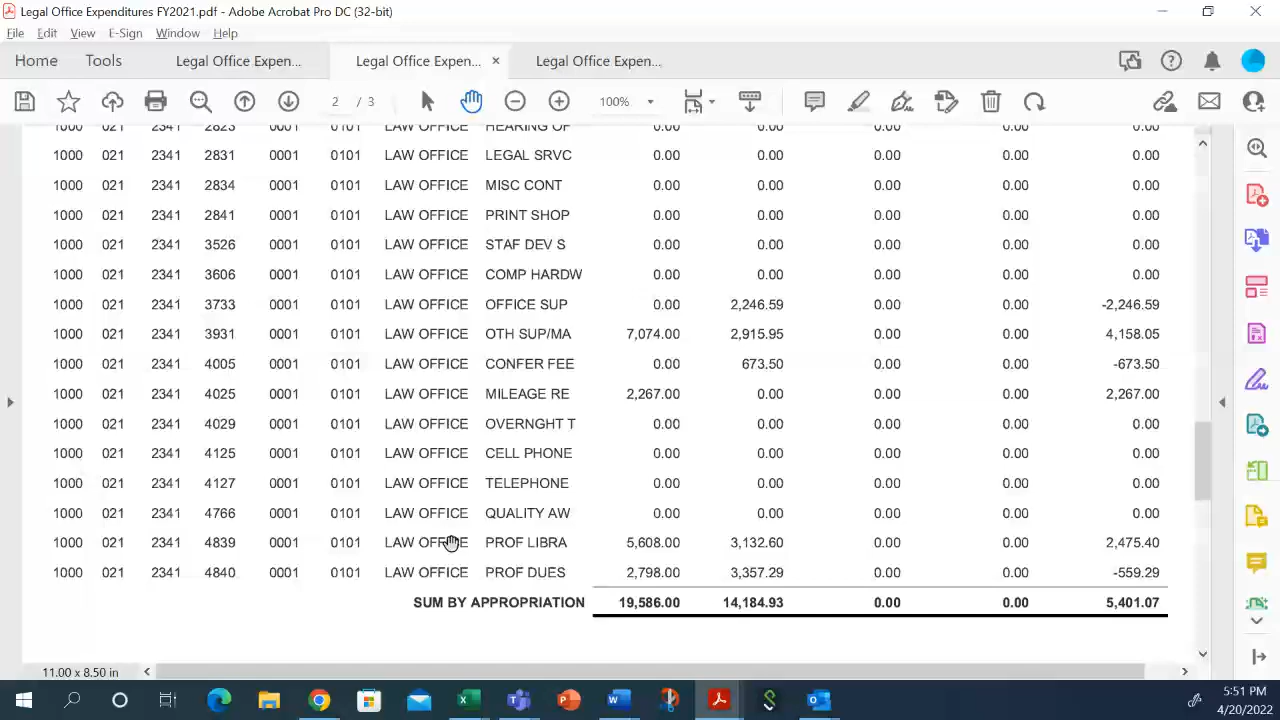 Legal Office Expenditures FY2021.pdf - Adobe Acrobat Pro DC (32-bit)
File Edit View E-Sign Window Help
Home Tools Legal Office Expen... Legal Office Expen... × Legal Office Expen...
2 / 3 100%
1000 021 2341 2823 0001 0101 LAW OFFICE HEARING OF 0.00 0.00 0.00 0.00 0.00
1000 021 2341 2831 0001 0101 LAW OFFICE LEGAL SRVC 0.00 0.00 0.00 0.00 0.00
1000 021 2341 2834 0001 0101 LAW OFFICE MISC CONT 0.00 0.00 0.00 0.00 0.00
1000 021 2341 2841 0001 0101 LAW OFFICE PRINT SHOP 0.00 0.00 0.00 0.00 0.00
1000 021 2341 3526 0001 0101 LAW OFFICE STAF DEV S 0.00 0.00 0.00 0.00 0.00
1000 021 2341 3606 0001 0101 LAW OFFICE COMP HARDW 0.00 0.00 0.00 0.00 0.00
1000 021 2341 3733 0001 0101 LAW OFFICE OFFICE SUP 0.00 2,246.59 0.00 0.00 -2,246.59
1000 021 2341 3931 0001 0101 LAW OFFICE OTH SUP/MA 7,074.00 2,915.95 0.00 0.00 4,158.05
1000 021 2341 4005 0001 0101 LAW OFFICE CONFER FEE 0.00 673.50 0.00 0.00 -673.50
1000 021 2341 4025 0001 0101 LAW OFFICE MILEAGE RE 2,267.00 0.00 0.00 0.00 2,267.00
1000 021 2341 4029 0001 0101 LAW OFFICE OVERNGHT T 0.00 0.00 0.00 0.00 0.00
1000 021 2341 4125 0001 0101 LAW OFFICE CELL PHONE 0.00 0.00 0.00 0.00 0.00
1000 021 2341 4127 0001 0101 LAW OFFICE TELEPHONE 0.00 0.00 0.00 0.00 0.00
1000 021 2341 4766 0001 0101 LAW OFFICE QUALITY AW 0.00 0.00 0.00 0.00 0.00
1000 021 2341 4839 0001 0101 LAW OFFICE PROF LIBRA 5,608.00 3,132.60 0.00 0.00 2,475.40
1000 021 2341 4840 0001 0101 LAW OFFICE PROF DUES 2,798.00 3,357.29 0.00 0.00 -559.29
SUM BY APPROPRIATION 19,586.00 14,184.93 0.00 0.00 5,401.07
11.00 x 8.50 in
5:51 PM
4/20/2022